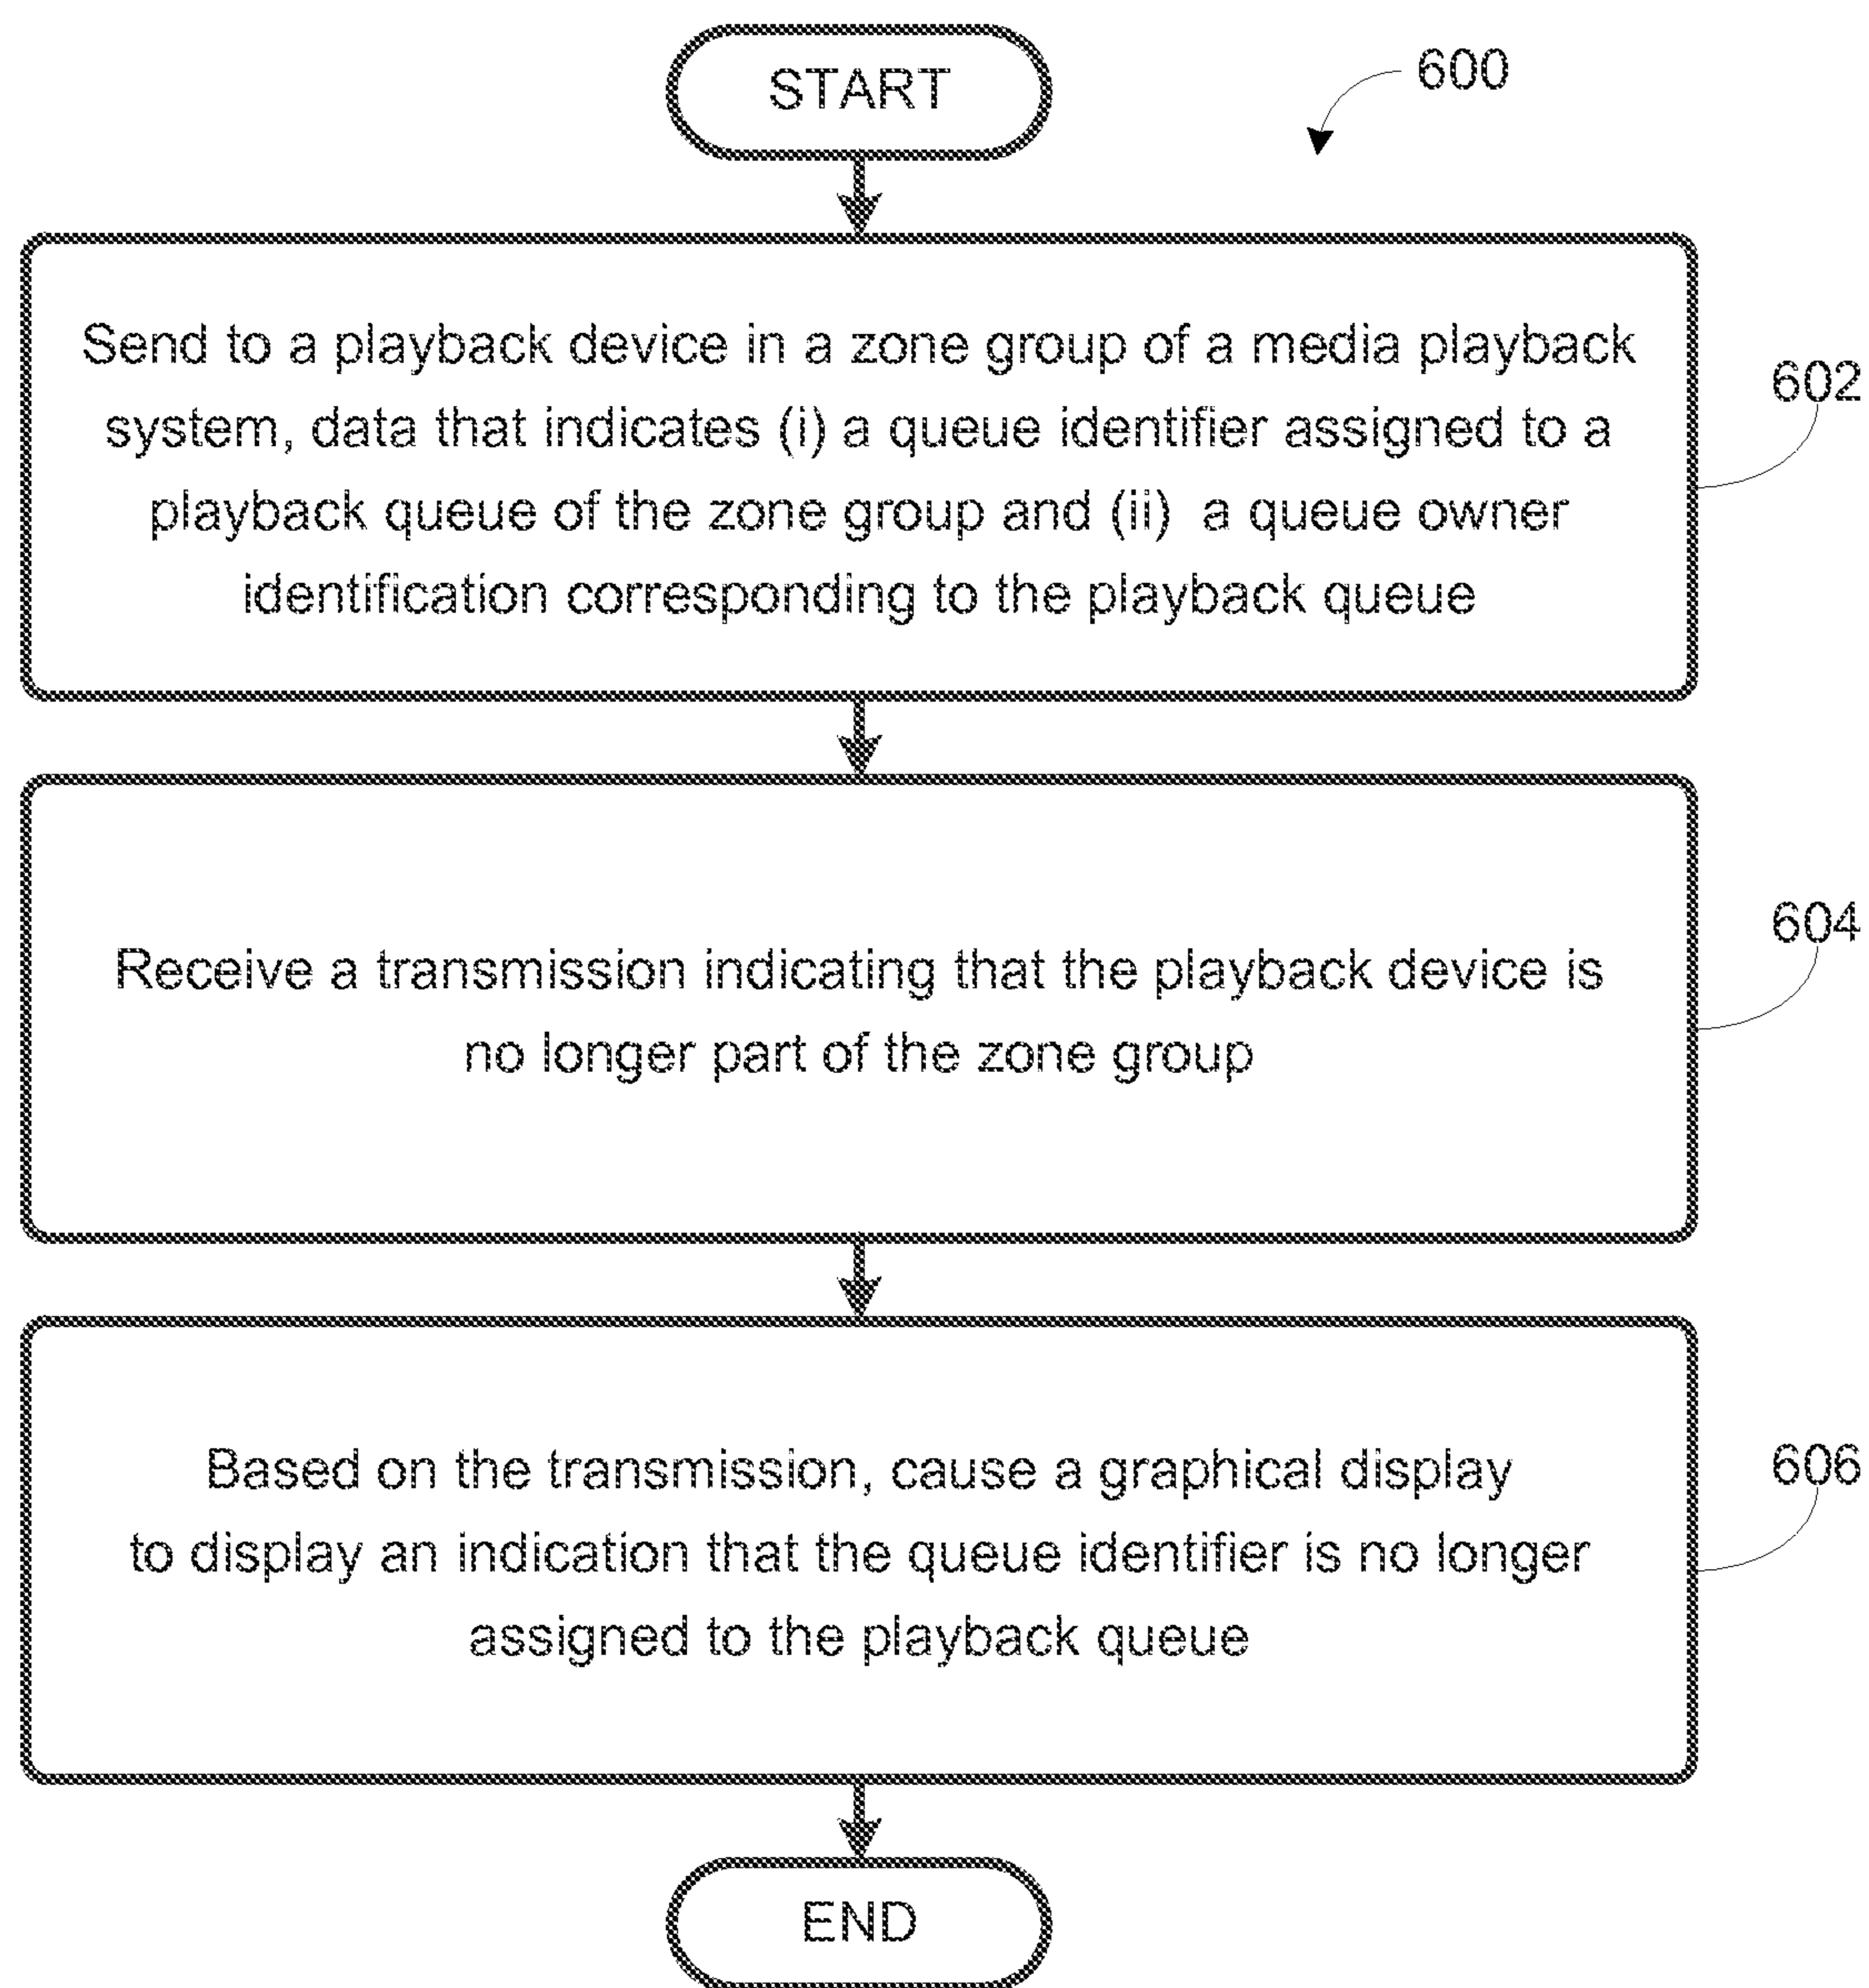 START
600
Send to a playback device in a zone group of a media playback
system, data that indicates (i) a queue identifier assigned to a
playback queue of the zone group and (ii) a queue owner
identification corresponding to the playback queue
602
Receive a transmission indicating that the playback device is
no longer part of the zone group
604
Based on the transmission, cause a graphical display
to display an indication that the queue identifier is no longer
assigned to the playback queue
606
END